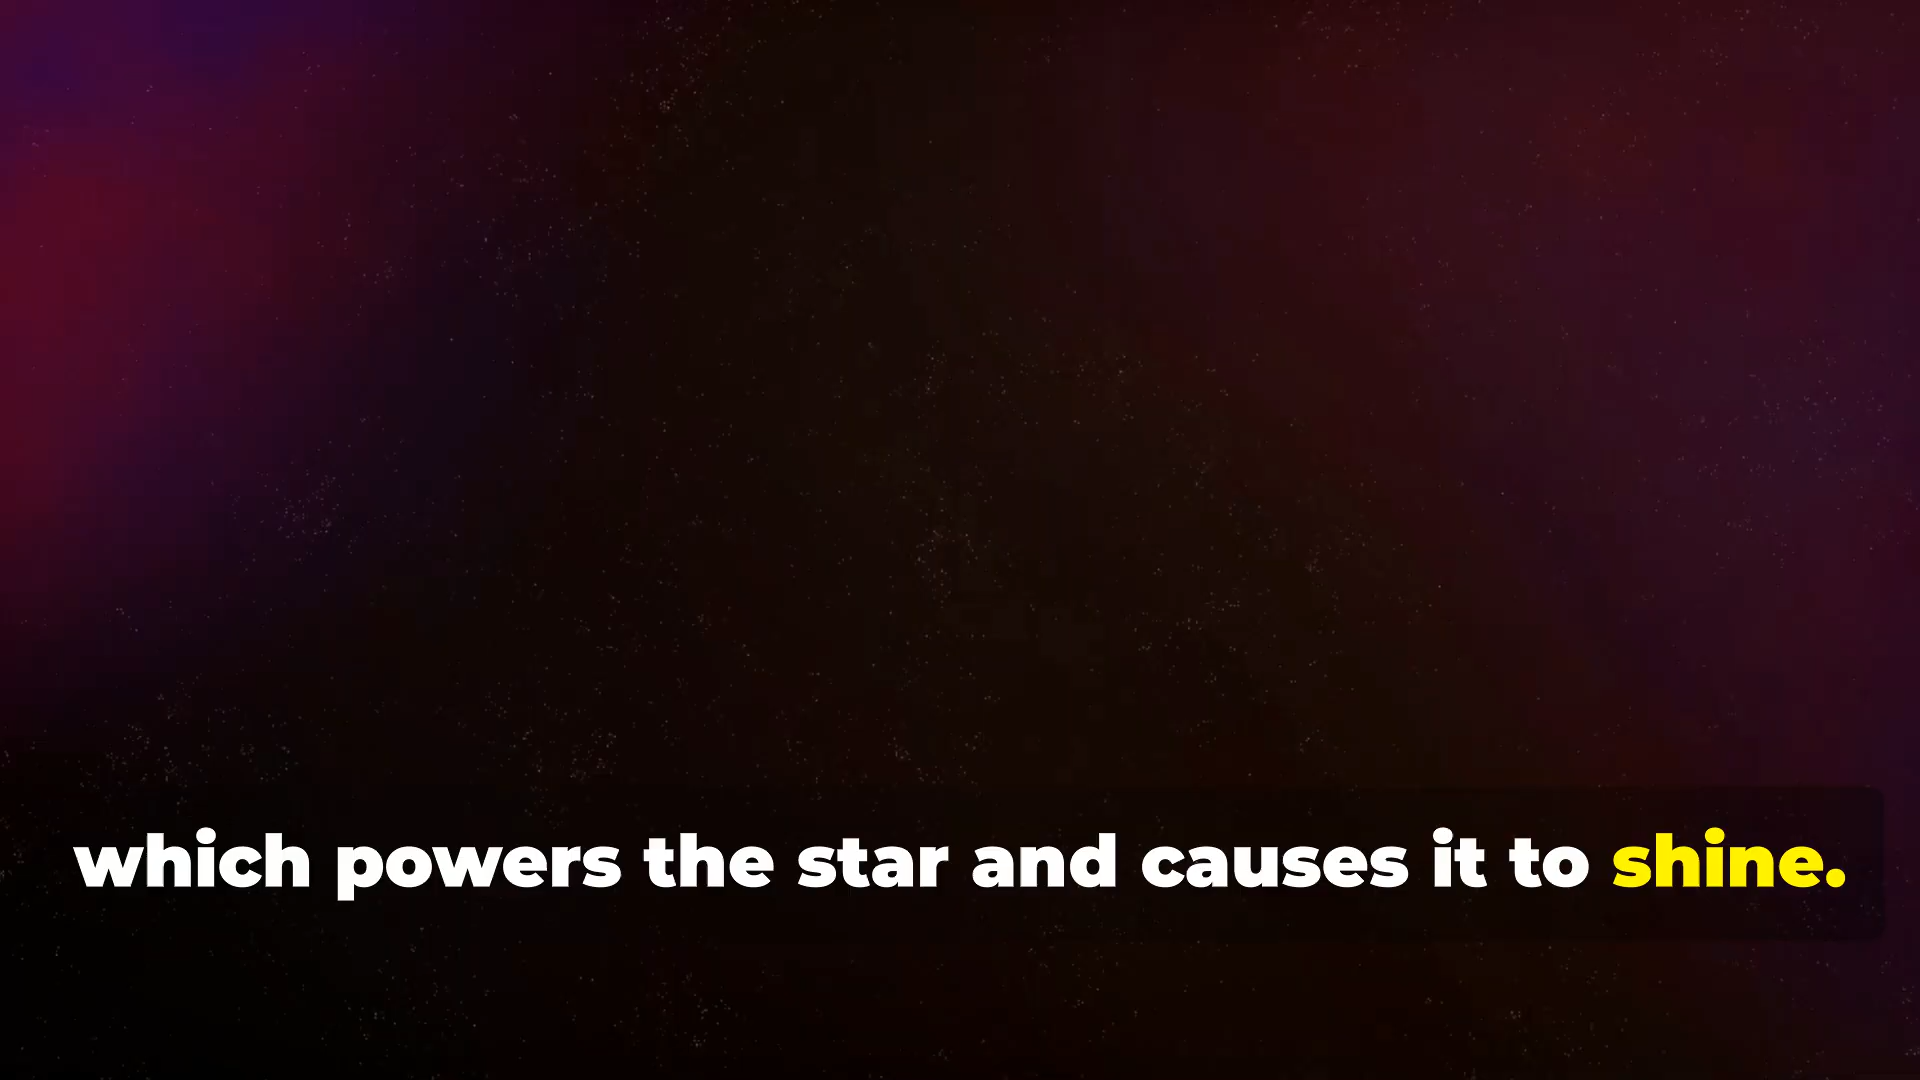 which powers the star and causes it to shine.